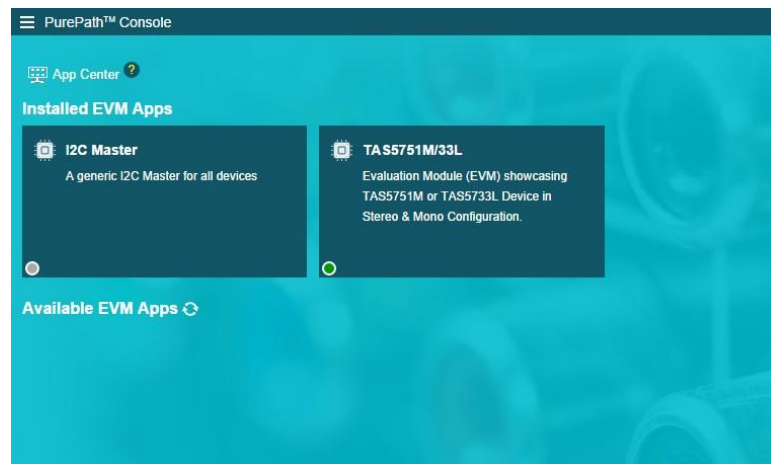 PurePath™ Console
App Center ?
Installed EVM Apps
I2C Master
A generic I2C Master for all devices
TAS5751M/33L
Evaluation Module (EVM) showcasing
TAS5751M or TAS5733L Device in
Stereo & Mono Configuration.
Available EVM Apps